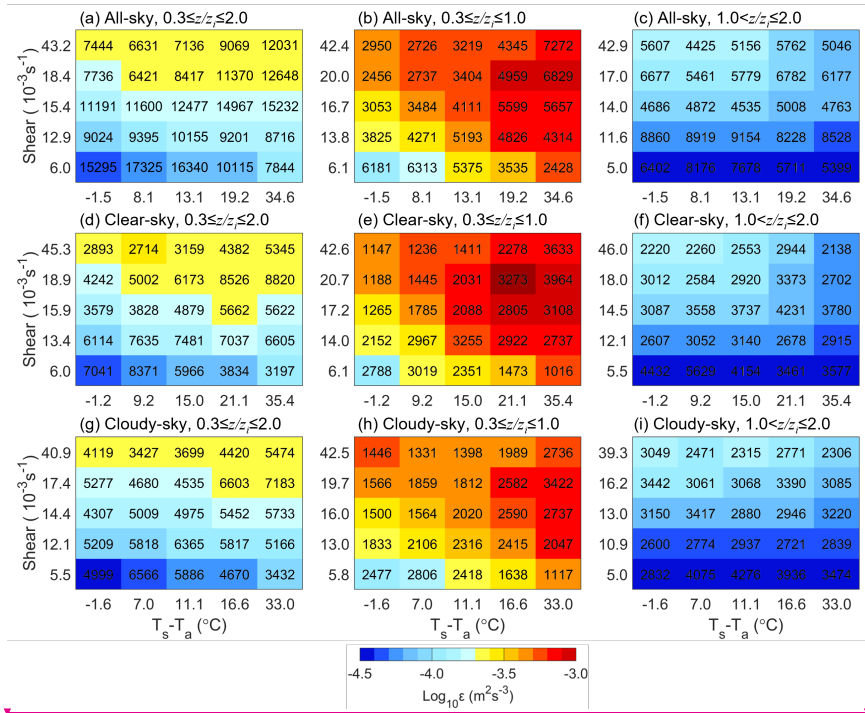 (a) All-sky, 0.3≤z/zᵢ≤2.0
43.2 7444 6631 7136 9069 12031
18.4 7736 6421 8417 11370 12648
15.4 11191 11600 12477 14967 15232
12.9 9024 9395 10155 9201 8716
6.0 15295 17325 16340 10115 7844
-1.5 8.1 13.1 19.2 34.6
Shear (10⁻³s⁻¹)
(b) All-sky, 0.3≤z/zᵢ≤1.0
42.4 2950 2726 3219 4345 7272
20.0 2456 2737 3404 4959 6829
16.7 3053 3484 4111 5599 5657
13.8 3825 4271 5193 4826 4314
6.1 6181 6313 5375 3535 2428
-1.5 8.1 13.1 19.2 34.6
(c) All-sky, 1.0<z/zᵢ≤2.0
42.9 5607 4425 5156 5762 5046
17.0 6677 5461 5779 6782 6177
14.0 4686 4872 4535 5008 4763
11.6 8860 8919 9154 8228 8528
5.0 6402 8176 7678 5711 5399
-1.5 8.1 13.1 19.2 34.6
(d) Clear-sky, 0.3≤z/zᵢ≤2.0
45.3 2893 2714 3159 4382 5345
18.9 4242 5002 6173 8526 8820
15.9 3579 3828 4879 5662 5622
13.4 6114 7635 7481 7037 6605
6.0 7041 8371 5966 3834 3197
-1.2 9.2 15.0 21.1 35.4
Shear (10⁻³s⁻¹)
(e) Clear-sky, 0.3≤z/zᵢ≤1.0
42.6 1147 1236 1411 2278 3633
20.7 1188 1445 2031 3273 3964
17.2 1265 1785 2088 2805 3108
14.0 2152 2967 3255 2922 2737
6.1 2788 3019 2351 1473 1016
-1.2 9.2 15.0 21.1 35.4
(f) Clear-sky, 1.0<z/zᵢ≤2.0
46.0 2220 2260 2553 2944 2138
18.0 3012 2584 2920 3373 2702
14.5 3087 3558 3737 4231 3780
12.1 2607 3052 3140 2678 2915
5.5 4432 5629 4154 3461 3577
-1.2 9.2 15.0 21.1 35.4
(g) Cloudy-sky, 0.3≤z/zᵢ≤2.0
40.9 4119 3427 3699 4420 5474
17.4 5277 4680 4535 6603 7183
14.4 4307 5009 4975 5452 5733
12.1 5209 5818 6365 5817 5166
5.5 4899 6566 5886 4670 3432
-1.6 7.0 11.1 16.6 33.0
Shear (10⁻³s⁻¹)
Tₛ-Tₐ (°C)
(h) Cloudy-sky, 0.3≤z/zᵢ≤1.0
42.5 1446 1331 1398 1989 2736
19.7 1566 1859 1812 2582 3422
16.0 1500 1564 2020 2590 2737
13.0 1833 2106 2316 2415 2047
5.8 2477 2806 2418 1638 1117
-1.6 7.0 11.1 16.6 33.0
Tₛ-Tₐ (°C)
(i) Cloudy-sky, 1.0<z/zᵢ≤2.0
39.3 3049 2471 2315 2771 2306
16.2 3442 3061 3068 3390 3085
13.0 3150 3417 2880 2946 3220
10.9 2600 2774 2937 2721 2839
5.0 2832 4075 4276 3936 3474
-1.6 7.0 11.1 16.6 33.0
Tₛ-Tₐ (°C)
-4.5 -4.0 -3.5 -3.0
Log₁₀ε (m²s⁻³)